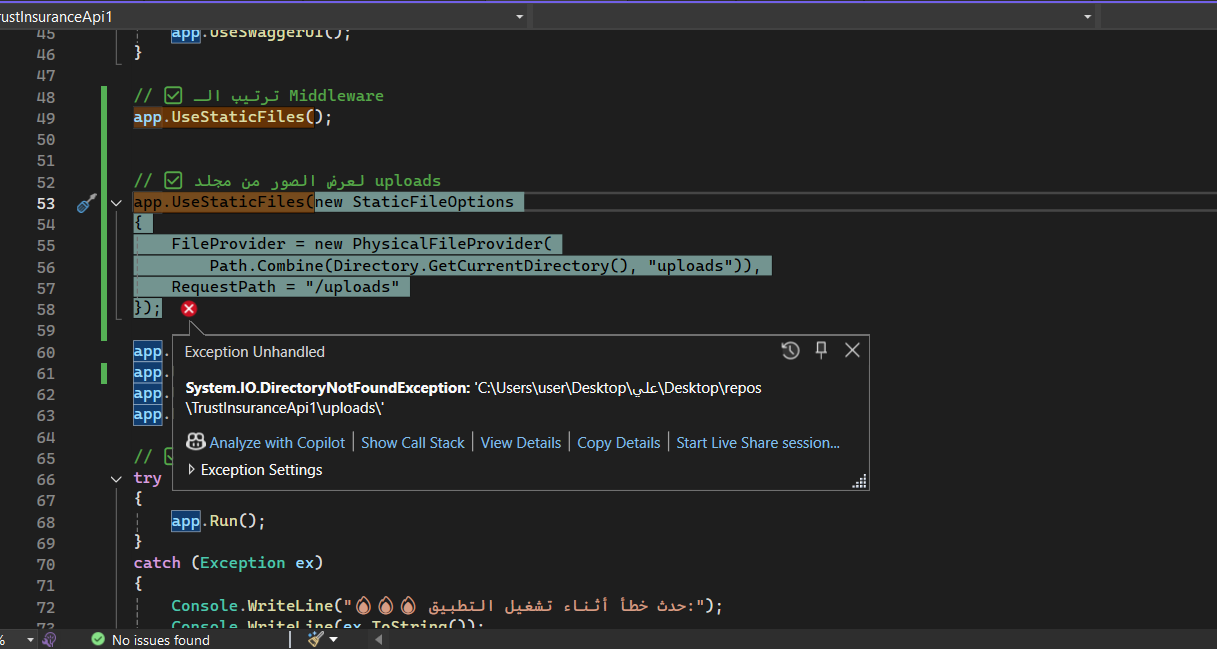 rustInsuranceApi1
45 app.UseSwaggerUI();
46 }
47
48 // ✅ ترتيب الـ Middleware
49 app.UseStaticFiles();
50
51
52 // ✅ لعرض الصور من مجلد uploads
53 app.UseStaticFiles(new StaticFileOptions
54 {
55 FileProvider = new PhysicalFileProvider(
56 Path.Combine(Directory.GetCurrentDirectory(), "uploads")),
57 RequestPath = "/uploads"
58 });
59
Exception Unhandled
System.IO.DirectoryNotFoundException: 'C:\Users\user\Desktop\علي\Desktop\repos
\TrustInsuranceApi1\uploads\'
Analyze with Copilot | Show Call Stack | View Details | Copy Details | Start Live Share session...
Exception Settings
60 app.
61 app.
62 app.
63 app.
64
65 // ✅
66 try
67 {
68 app.Run();
69 }
70 catch (Exception ex)
71 {
72 Console.WriteLine("🔥🔥🔥 حدث خطأ أثناء تشغيل التطبيق:");
73 Console.WriteLine(ex.ToString());
% No issues found